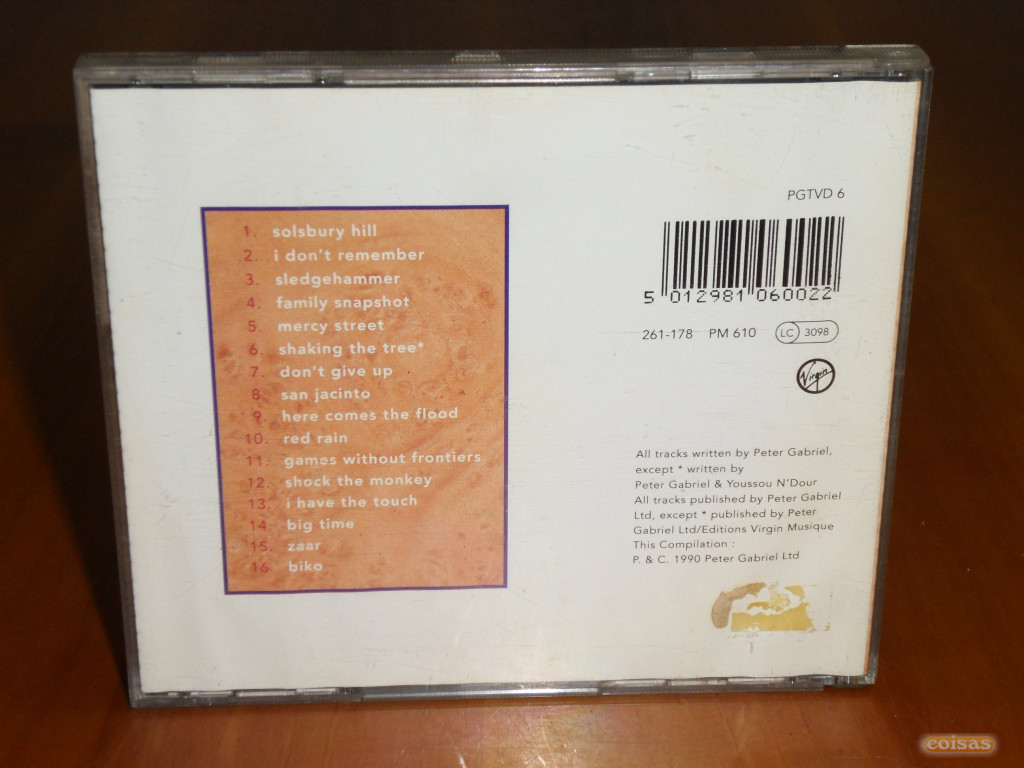 1. solsbury hill
2. i don't remember
3. sledgehammer
4. family snapshot
5. mercy street
6. shaking the tree*
7. don't give up
8. san jacinto
9. here comes the flood
10. red rain
11. games without frontiers
12. shock the monkey
13. i have the touch
14. big time
15. zaar
16. biko
PGTVD 6
5 012981 060022
261-178 PM 610 LC 3098
Virgin
All tracks written by Peter Gabriel,
except * written by
Peter Gabriel & Youssou N'Dour
All tracks published by Peter Gabriel
Ltd, except * published by Peter
Gabriel Ltd/Editions Virgin Musique
This Compilation :
P. & C. 1990 Peter Gabriel Ltd
coisas